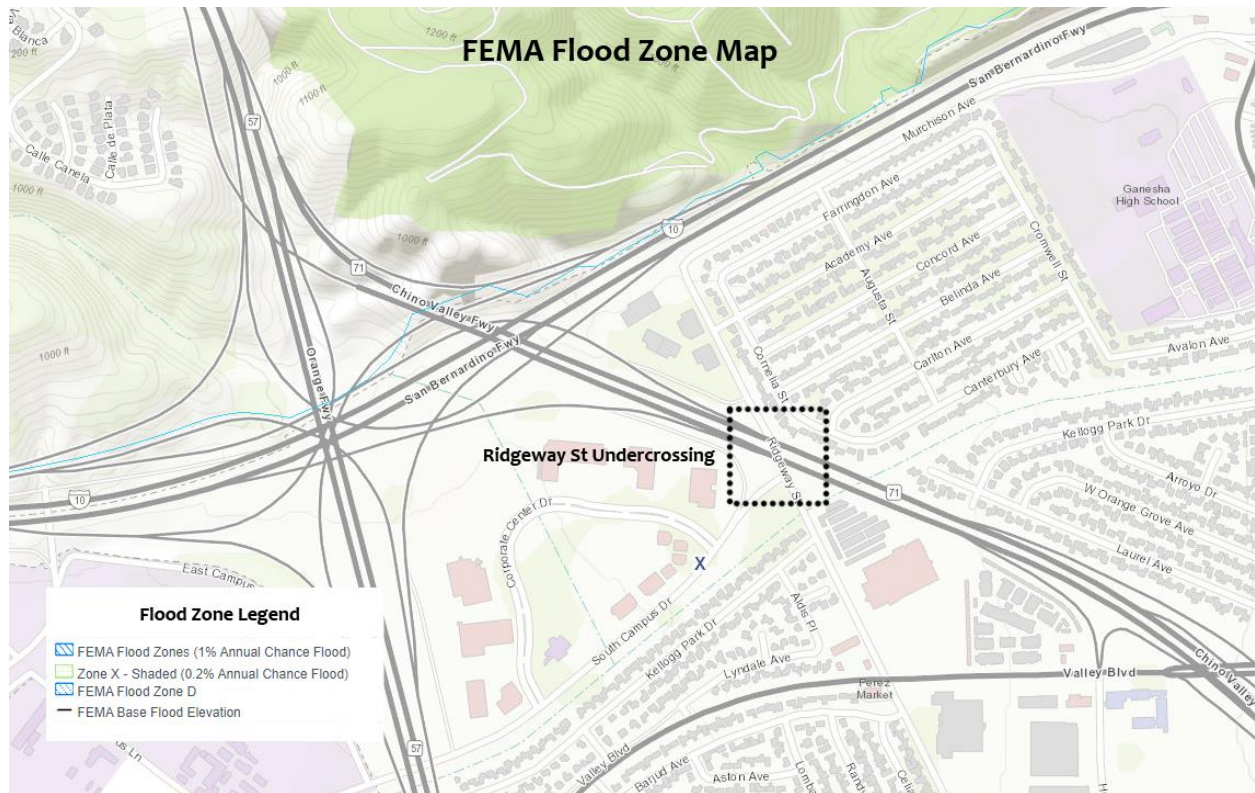 FEMA Flood Zone Map
Bianca
1200 ft
1200 ft
1000 ft
1100 ft
San Bernardino Fwy
57
Murchison Ave
Calle de Plata
Calle Canela
Farringdon Ave
Ganesha
High School
1000 ft
10
Cromwell St
1000 ft
Academy Ave
Concord Ave
Augusta St
71
Belinda Ave
Chino Valley Fwy
Avalon Ave
1000 ft
Orange Fwy
San Bernardino Fwy
Cornelia St
Carlton Ave
Canterbury Ave
Kellogg Park Dr
Ridgeway St Undercrossing
Ridgeway St
Arroyo Dr
10
71
W Orange Grove Ave
Corporate Center Dr
Laurel Ave
X
East Campus
South Campus Dr
Aldis Pl
Kellogg Park Dr
Lyndale Ave
Flood Zone Legend
FEMA Flood Zones (1% Annual Chance Flood)
Zone X - Shaded (0.2% Annual Chance Flood)
FEMA Flood Zone D
FEMA Base Flood Elevation
Valley Blvd
Chino Valley
Perez
Market
57
Valley Blvd
Barjud Ave
Aston Ave